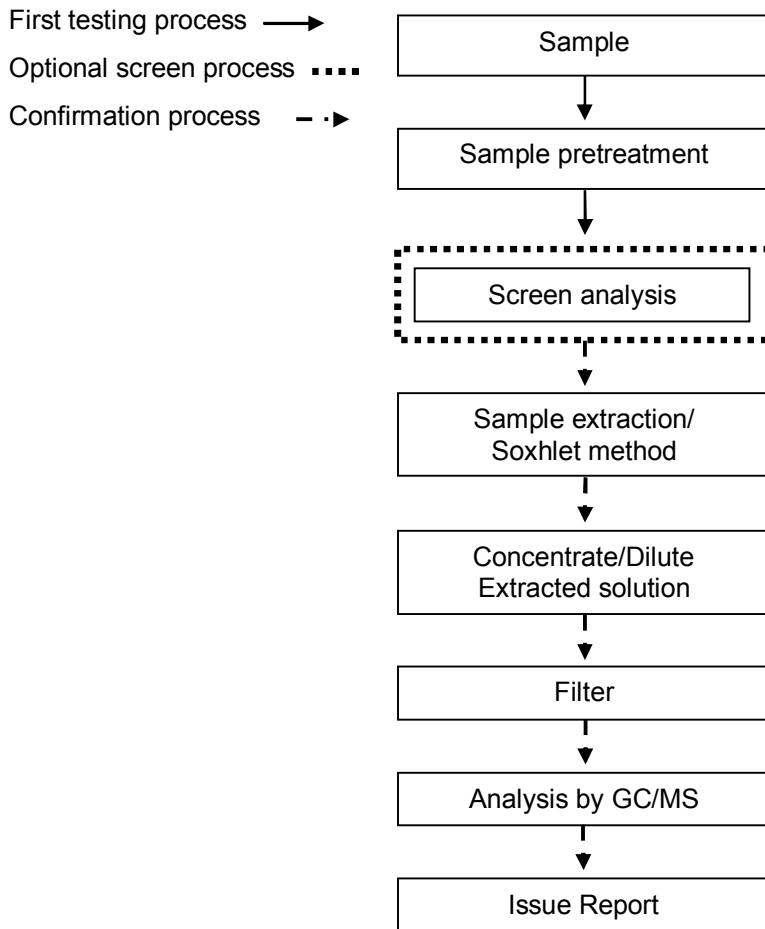 First testing process
Optional screen process
Confirmation process
Sample
Sample pretreatment
Screen analysis
Sample extraction/
Soxhlet method
Concentrate/Dilute
Extracted solution
Filter
Analysis by GC/MS
Issue Report